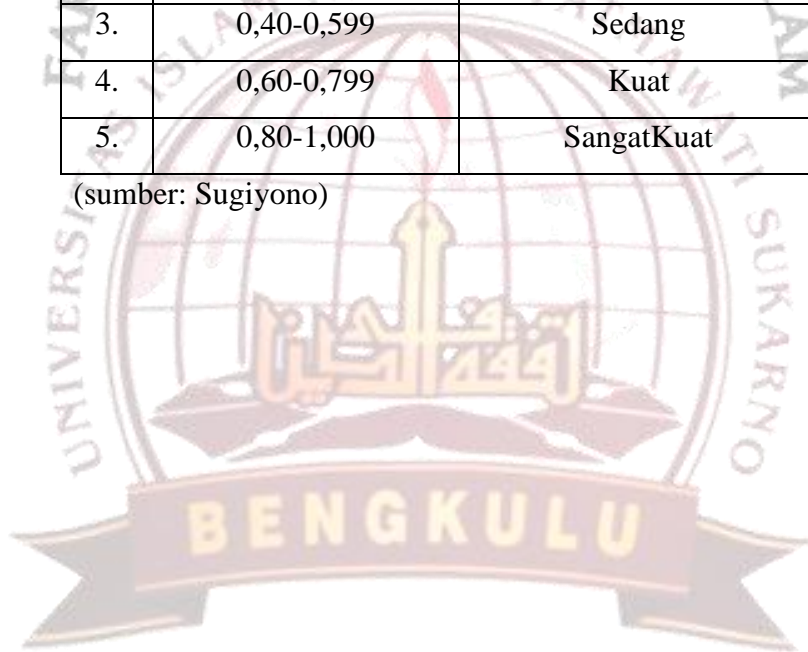 3. 0,40-0,599 Sedang
4. 0,60-0,799 Kuat
5. 0,80-1,000 SangatKuat
(sumber: Sugiyono)
SUKARNO
BENGKULU